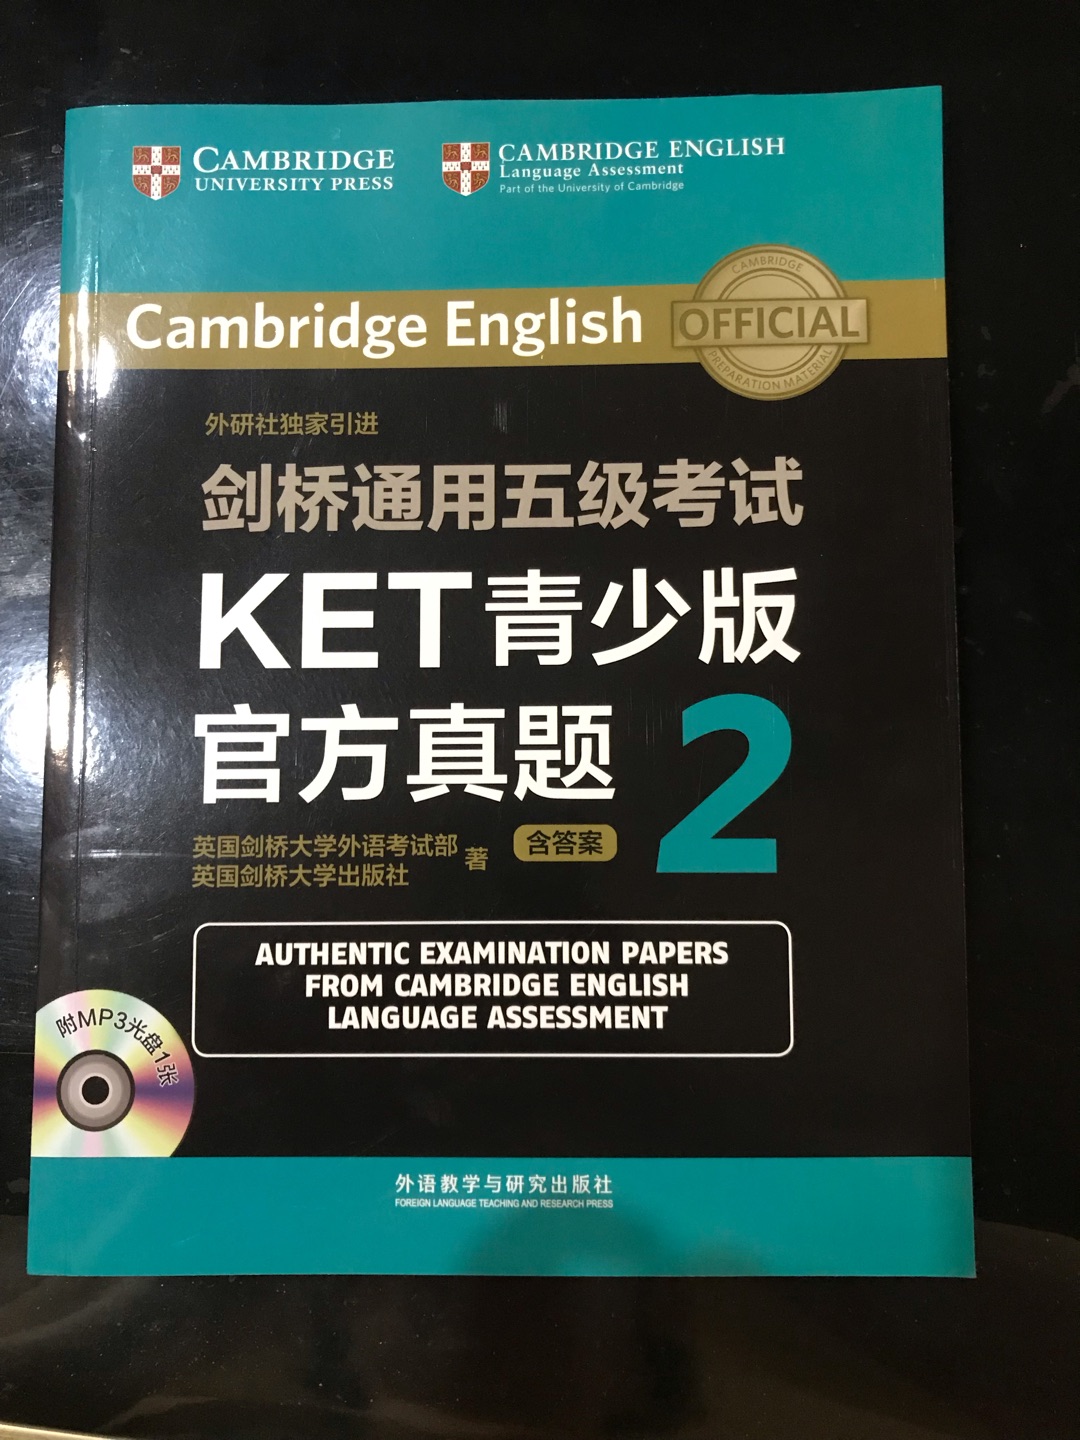 CAMBRIDGE
UNIVERSITY PRESS
CAMBRIDGE ENGLISH
Language Assessment
Part of the University of Cambridge
Cambridge English
CAMBRIDGE
OFFICIAL
PREPARATION MATERIAL
外研社独家引进
剑桥通用五级考试
KET青少版
官方真题
2
英国剑桥大学外语考试部
英国剑桥大学出版社
著
含答案
AUTHENTIC EXAMINATION PAPERS
FROM CAMBRIDGE ENGLISH
LANGUAGE ASSESSMENT
附MP3光盘1张
外语教学与研究出版社
FOREIGN LANGUAGE TEACHING AND RESEARCH PRESS